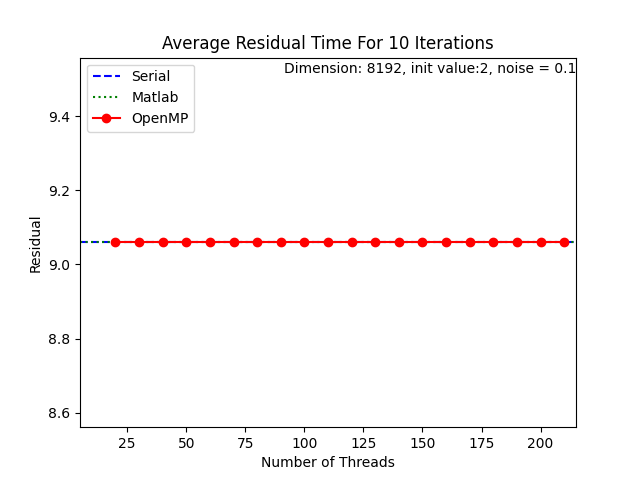 Average Residual Time For 10 Iterations
Dimension: 8192, init value:2, noise = 0.1
Serial
Matlab
OpenMP
9.4
9.2
9.0
8.8
8.6
Residual
25 50 75 100 125 150 175 200
Number of Threads